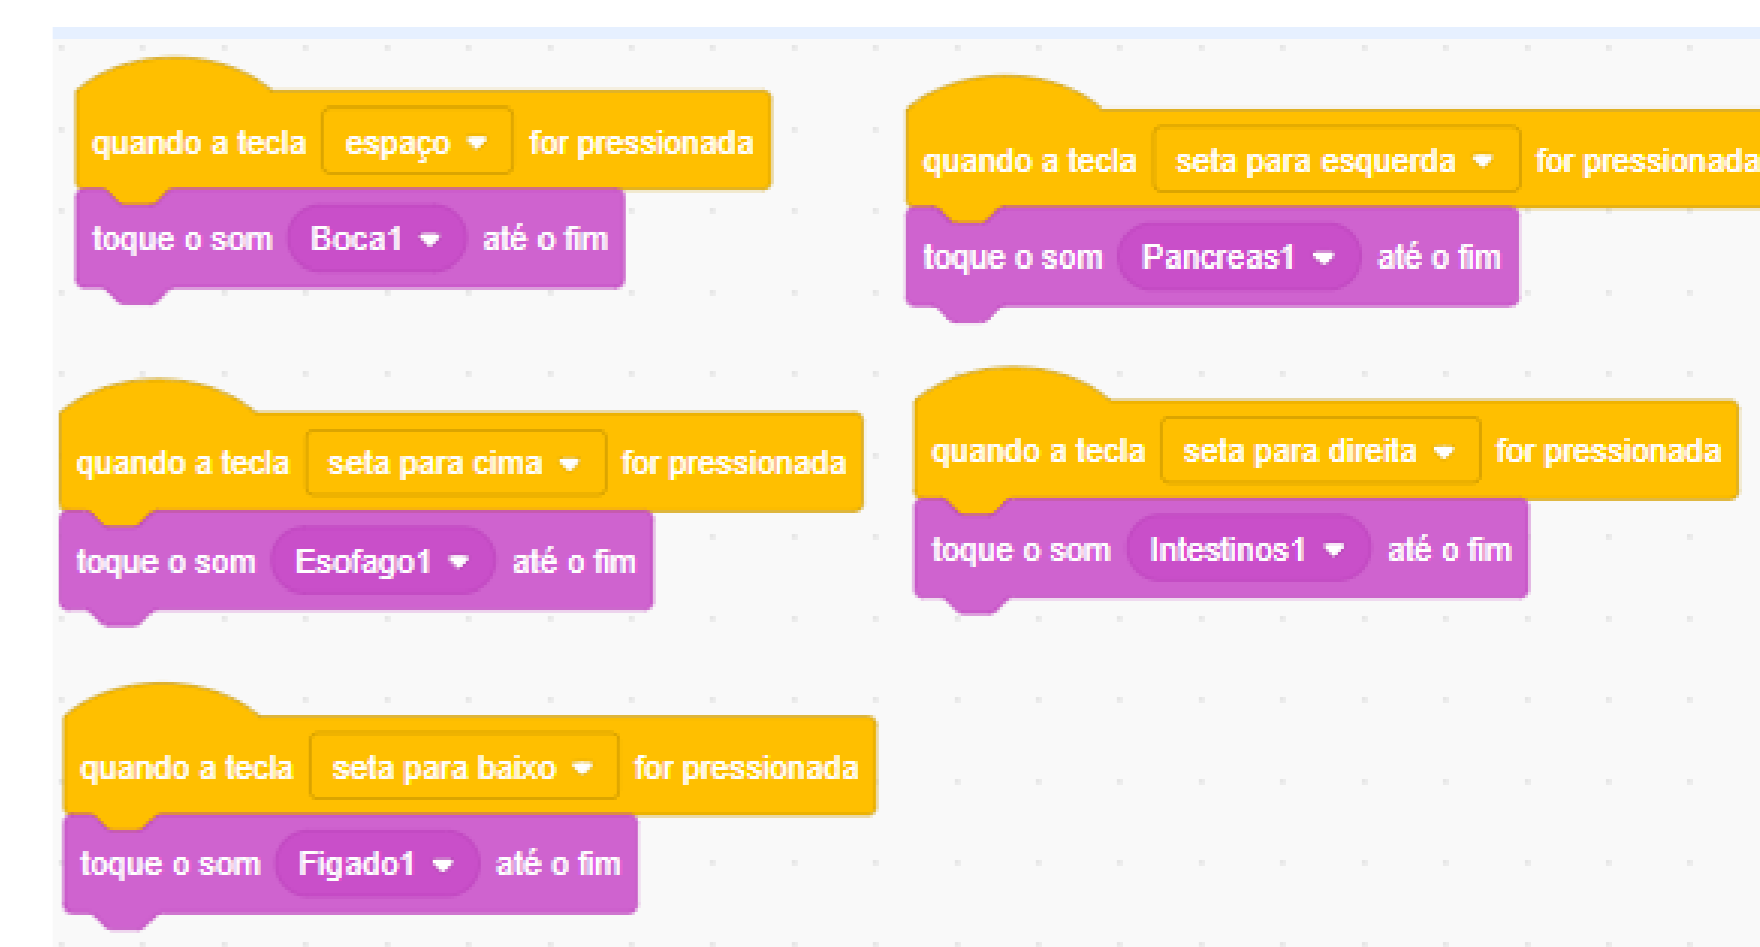 quando a tecla espaço for pressionada
toque o som Boca1 até o fim
quando a tecla seta para cima for pressionada
toque o som Esofago1 até o fim
quando a tecla seta para baixo for pressionada
toque o som Figado1 até o fim
quando a tecla seta para esquerda for pressionada
toque o som Pancreas1 até o fim
quando a tecla seta para direita for pressionada
toque o som Intestinos1 até o fim